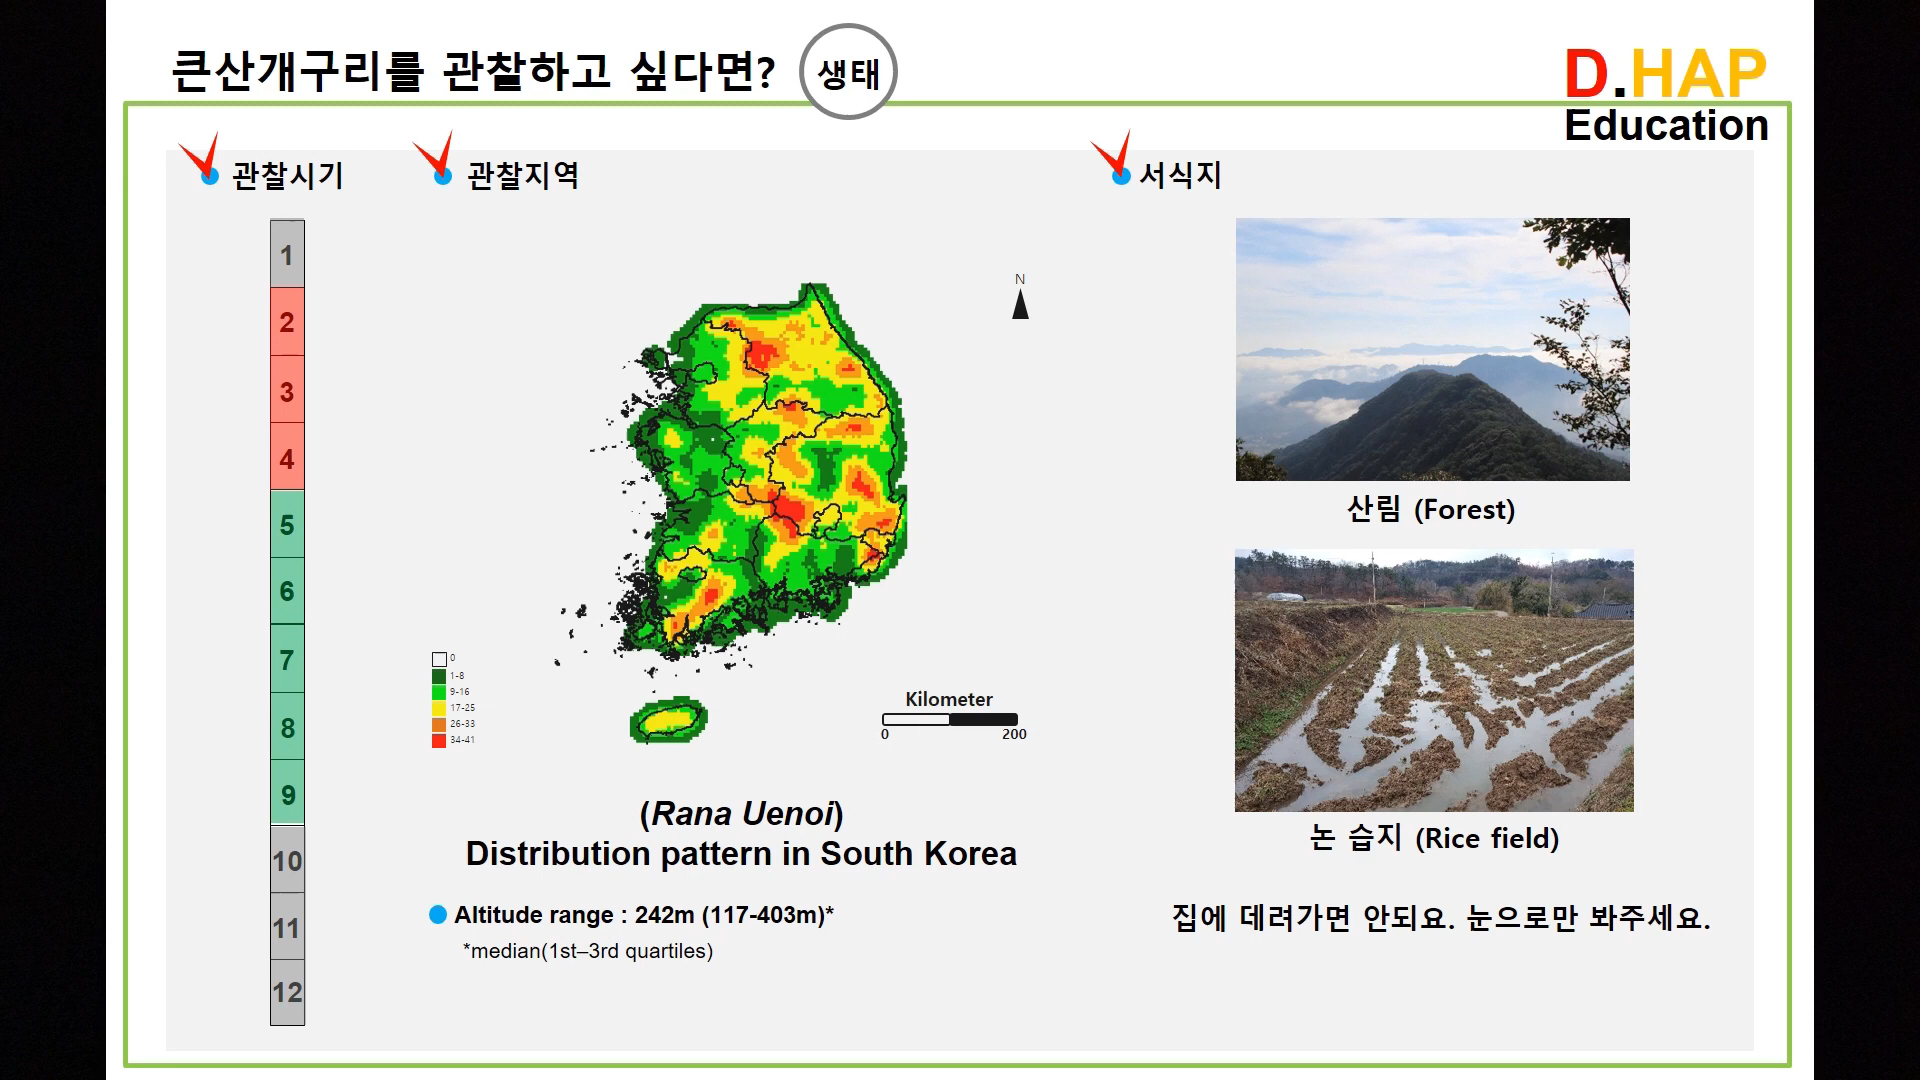 큰산개구리를 관찰하고 싶다면?
생태
D.HAP
Education
관찰시기
관찰지역
서식지
1
2
3
4
5
6
7
8
9
10
11
12
N
0
1-8
9-16
17-25
26-33
34-41
Kilometer
0 200
(Rana Uenoi)
Distribution pattern in South Korea
Altitude range : 242m (117-403m)*
*median(1st–3rd quartiles)
산림 (Forest)
논 습지 (Rice field)
집에 데려가면 안되요. 눈으로만 봐주세요.